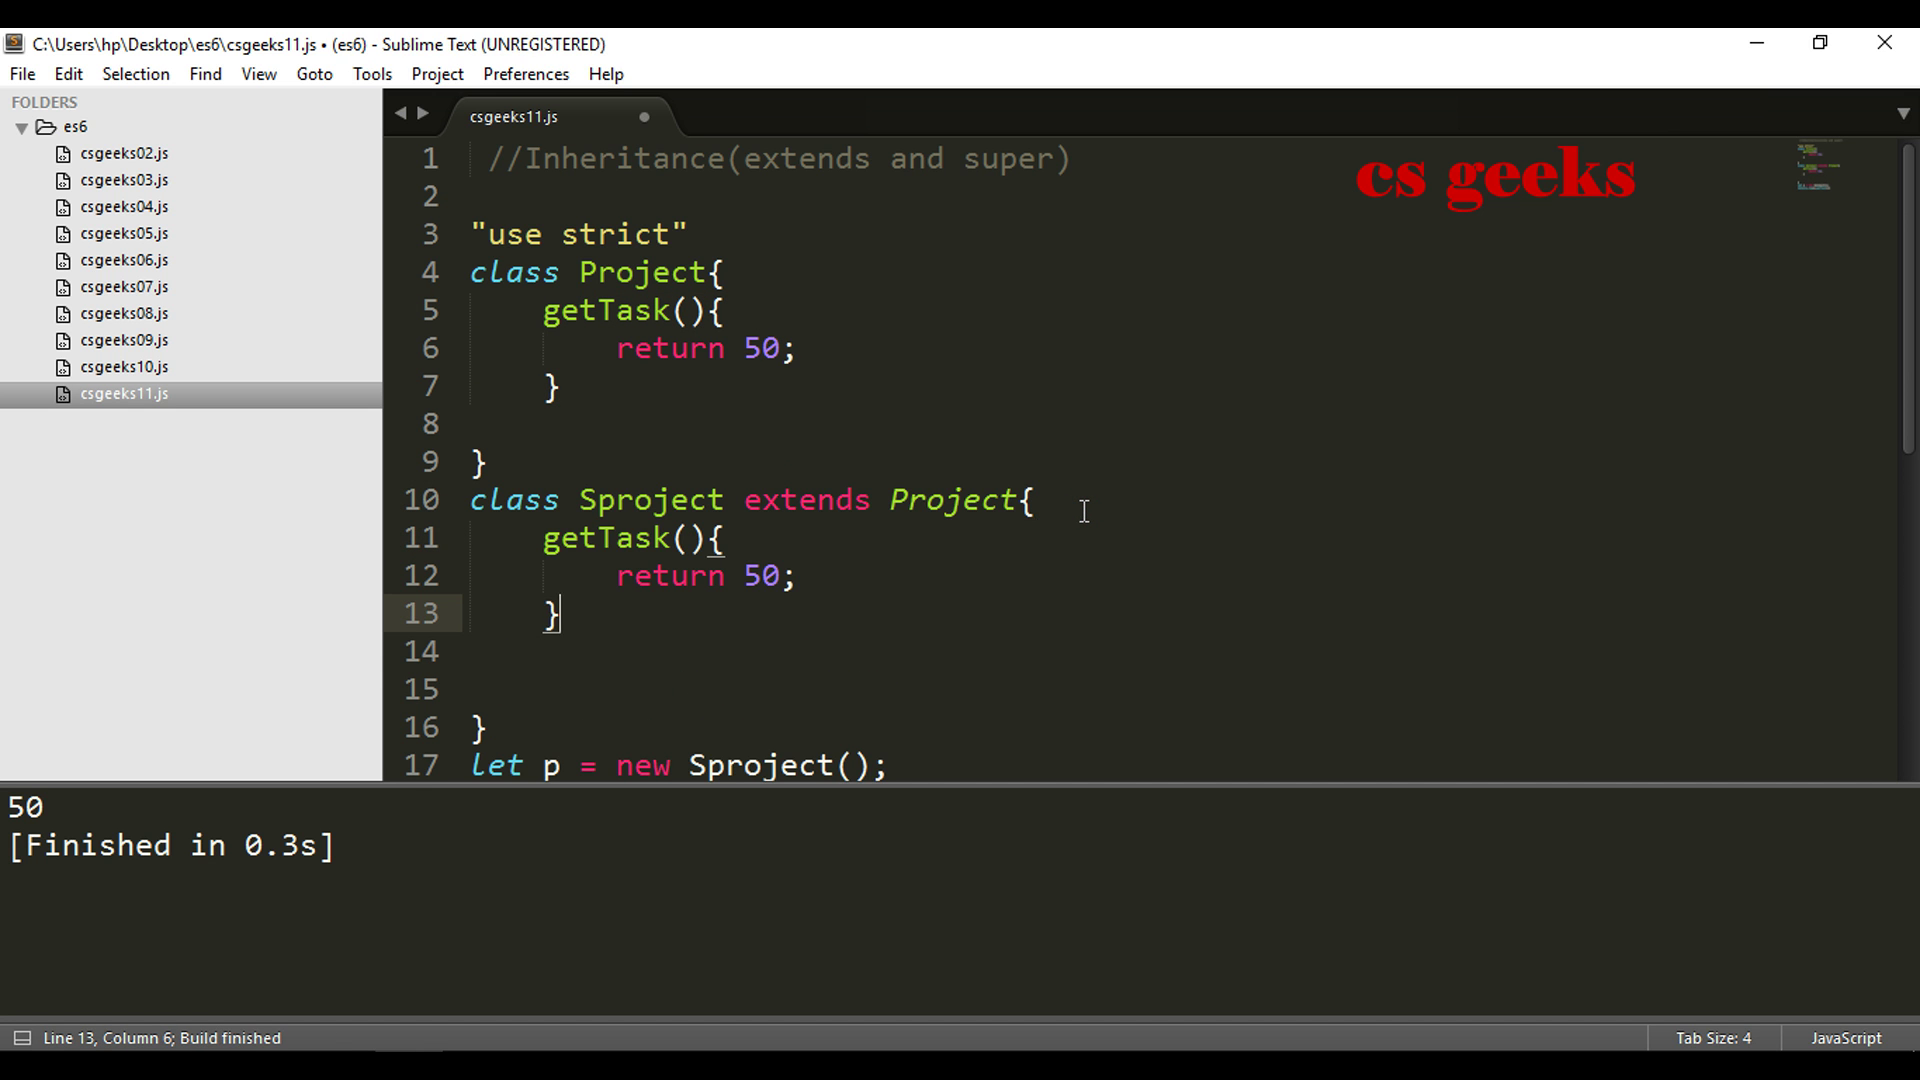 C:\Users\hp\Desktop\es6\csgeeks11.js • (es6) - Sublime Text (UNREGISTERED)
File Edit Selection Find View Goto Tools Project Preferences Help
FOLDERS
es6
csgeeks02.js
csgeeks03.js
csgeeks04.js
csgeeks05.js
csgeeks06.js
csgeeks07.js
csgeeks08.js
csgeeks09.js
csgeeks10.js
csgeeks11.js
csgeeks11.js
cs geeks
1 //Inheritance(extends and super)
2
3 "use strict"
4 class Project{
5 getTask(){
6 return 50;
7 }
8
9 }
10 class Sproject extends Project{
11 getTask(){
12 return 50;
13 }
14
15
16 }
17 let p = new Sproject();
50
[Finished in 0.3s]
Line 13, Column 6; Build finished
Tab Size: 4
JavaScript